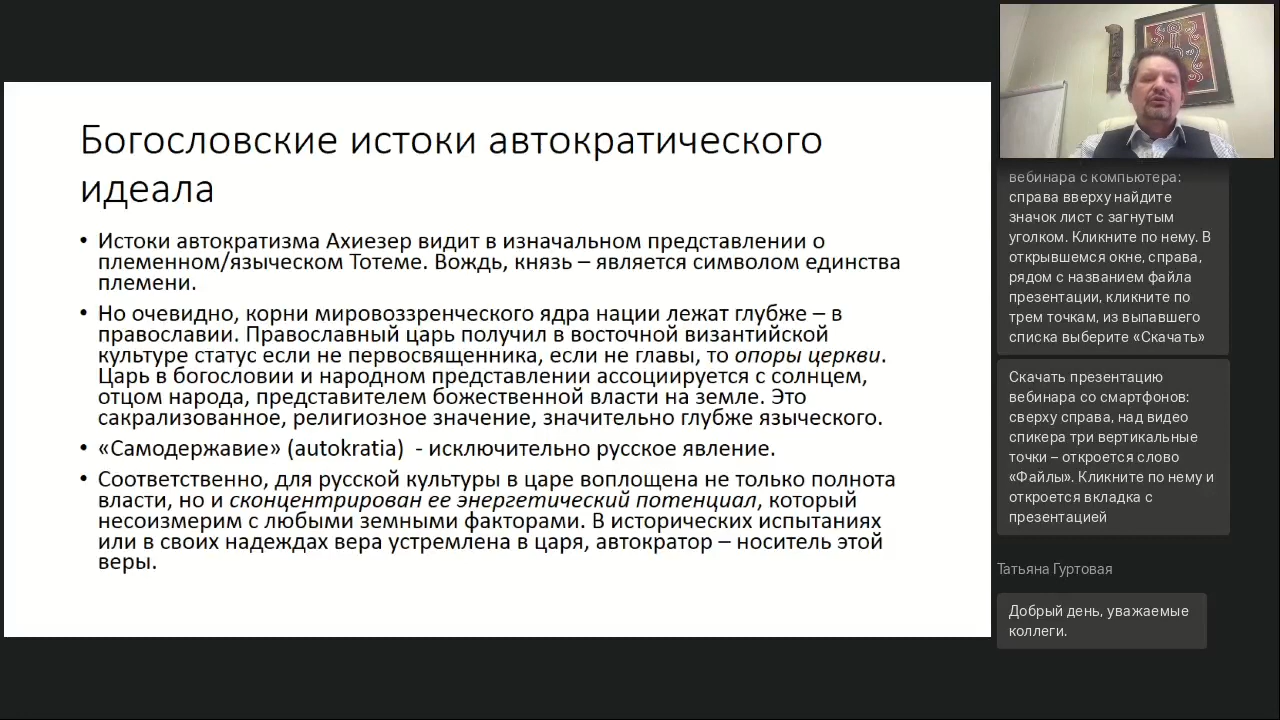 Богословские истоки автократического
идеала
• Истоки автократизма Ахиезер видит в изначальном представлении о
племенном/языческом Тотеме. Вождь, князь – является символом единства
племени.
• Но очевидно, корни мировоззренческого ядра нации лежат глубже – в
православии. Православный царь получил в восточной византийской
культуре статус если не первосвященника, если не главы, то опоры церкви.
Царь в богословии и народном представлении ассоциируется с солнцем,
отцом народа, представителем божественной власти на земле. Это
сакрализованное, религиозное значение, значительно глубже языческого.
• «Самодержавие» (autokratia)  - исключительно русское явление.
• Соответственно, для русской культуры в царе воплощена не только полнота
власти, но и сконцентрирован ее энергетический потенциал, который
несоизмерим с любыми земными факторами. В исторических испытаниях
или в своих надеждах вера устремлена в царя, автократор – носитель этой
веры.
вебинара с компьютера:
справа вверху найдите
значок лист с загнутым
уголком. Кликните по нему. В
открывшемся окне, справа,
рядом с названием файла
презентации, кликните по
трем точкам, из выпавшего
списка выберите «Скачать»
Скачать презентацию
вебинара со смартфонов:
сверху справа, над видео
спикера три вертикальные
точки – откроется слово
«Файлы». Кликните по нему и
откроется вкладка с
презентацией
Татьяна Гуртовая
Добрый день, уважаемые
коллеги.